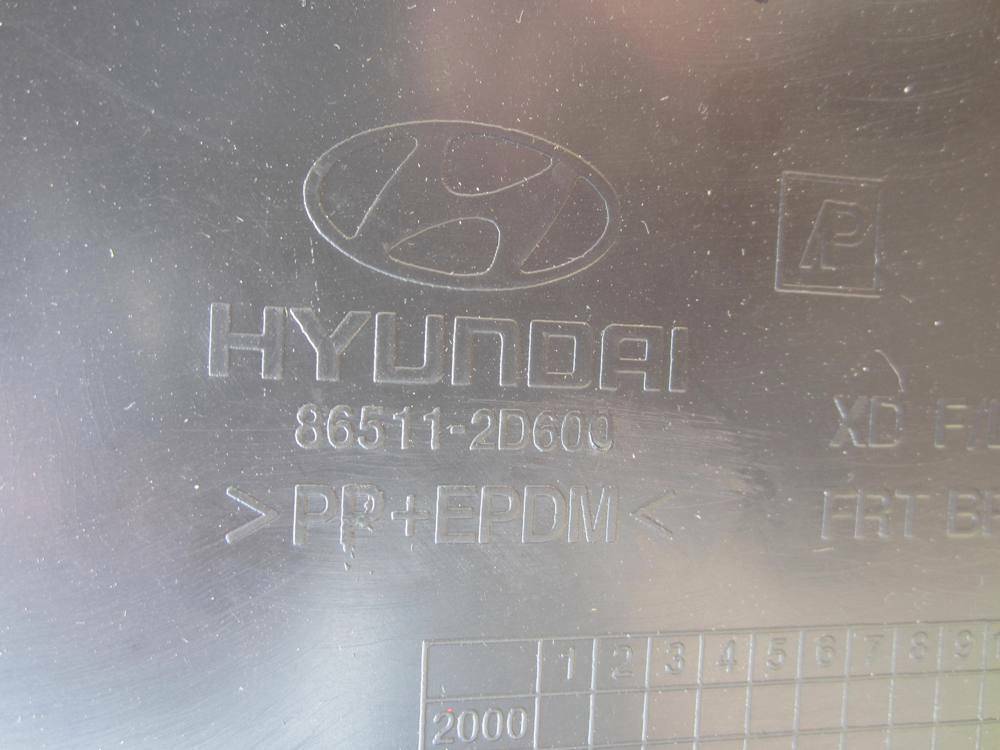 HYUNDAI
86511-2D600
>PP+EPDM<
P
XD
FRT
1 2 3 4 5 6 7 8 9
2000